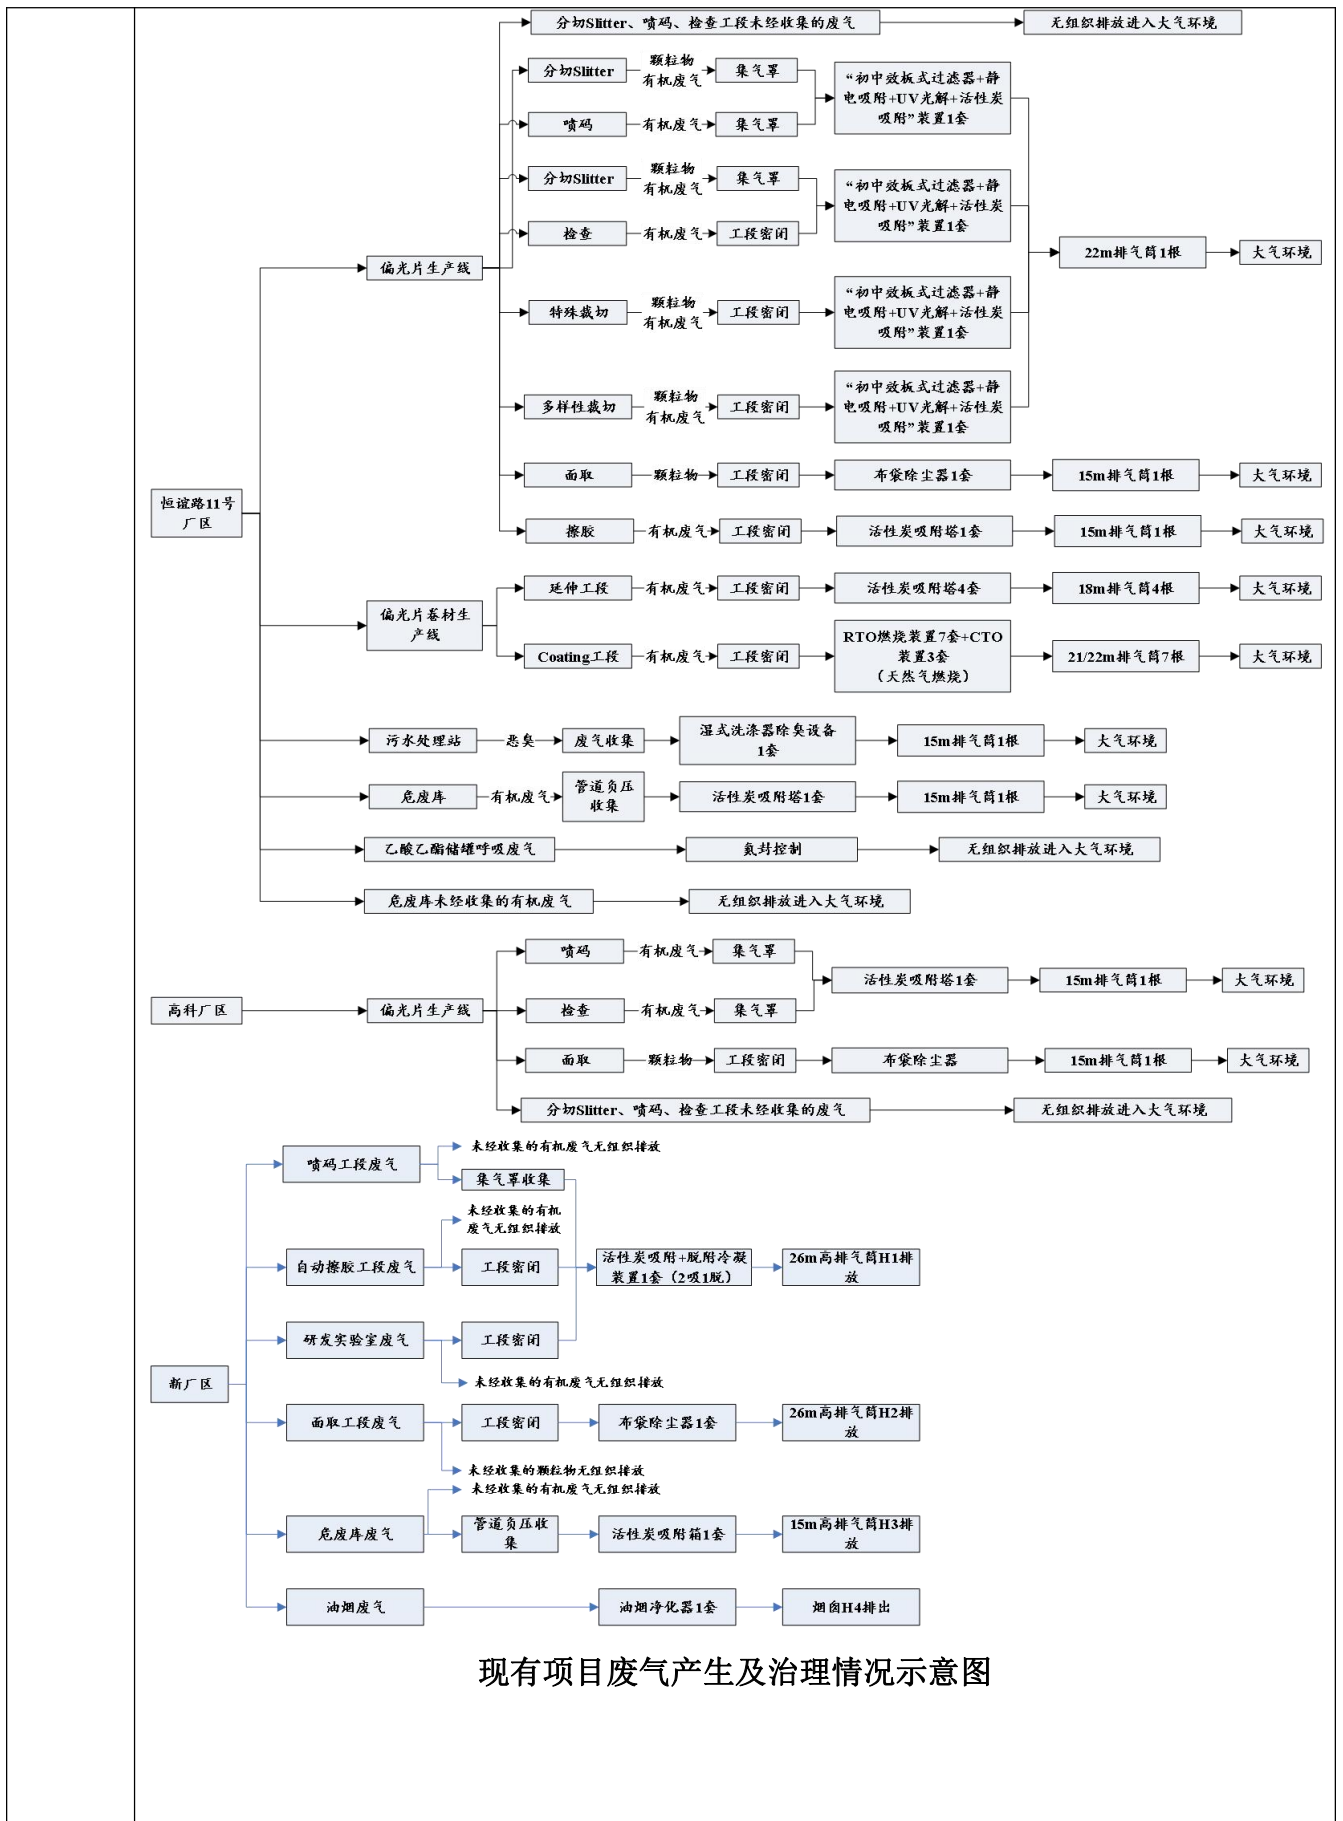 分切Slitter、喷码、检查工段未经收集的废气
无组织排放进入大气环境
分切Slitter
颗粒物
有机废气
集气罩
喷码
有机废气
集气罩
“初中效板式过滤器+静
电吸附+UV光解+活性炭
吸附”装置1套
分切Slitter
颗粒物
有机废气
集气罩
检查
有机废气
工段密闭
“初中效板式过滤器+静
电吸附+UV光解+活性炭
吸附”装置1套
偏光片生产线
22m排气筒1根
大气环境
特殊裁切
颗粒物
有机废气
工段密闭
“初中效板式过滤器+静
电吸附+UV光解+活性炭
吸附”装置1套
多样性裁切
颗粒物
有机废气
工段密闭
“初中效板式过滤器+静
电吸附+UV光解+活性炭
吸附”装置1套
面取
颗粒物
工段密闭
布袋除尘器1套
15m排气筒1根
大气环境
恒谊路11号
厂区
擦胶
有机废气
工段密闭
活性炭吸附塔1套
15m排气筒1根
大气环境
偏光片卷材生
产线
延伸工段
有机废气
工段密闭
活性炭吸附塔4套
18m排气筒4根
大气环境
Coating工段
有机废气
工段密闭
RTO燃烧装置7套+CTO
装置3套
（天然气燃烧）
21/22m排气筒7根
大气环境
污水处理站
恶臭
废气收集
湿式洗涤器除臭设备
1套
15m排气筒1根
大气环境
危废库
有机废气
管道负压
收集
活性炭吸附塔1套
15m排气筒1根
大气环境
乙酸乙酯储罐呼吸废气
氮封控制
无组织排放进入大气环境
危废库未经收集的有机废气
无组织排放进入大气环境
高科厂区
偏光片生产线
喷码
有机废气
集气罩
检查
有机废气
集气罩
活性炭吸附塔1套
15m排气筒1根
大气环境
面取
颗粒物
工段密闭
布袋除尘器
15m排气筒1根
大气环境
分切Slitter、喷码、检查工段未经收集的废气
无组织排放进入大气环境
新厂区
喷码工段废气
未经收集的有机废气无组织排放
集气罩收集
未经收集的有机
废气无组织排放
自动擦胶工段废气
工段密闭
活性炭吸附+脱附冷凝
装置1套（2吸1脱）
26m高排气筒H1排
放
研发实验室废气
工段密闭
未经收集的有机废气无组织排放
面取工段废气
工段密闭
布袋除尘器1套
26m高排气筒H2排
放
未经收集的颗粒物无组织排放
未经收集的有机废气无组织排放
危废库废气
管道负压收
集
活性炭吸附箱1套
15m高排气筒H3排
放
油烟废气
油烟净化器1套
烟囱H4排出
现有项目废气产生及治理情况示意图